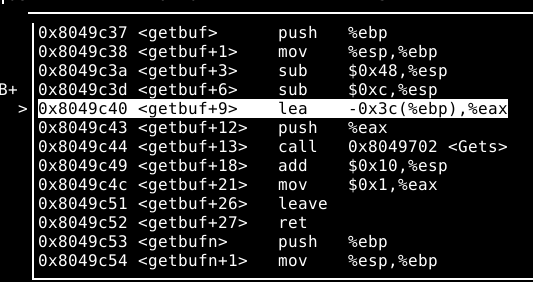 0x8049c37 <getbuf> push %ebp
0x8049c38 <getbuf+1> mov %esp,%ebp
0x8049c3a <getbuf+3> sub $0x48,%esp
B+ 0x8049c3d <getbuf+6> sub $0xc,%esp
> 0x8049c40 <getbuf+9> lea -0x3c(%ebp),%eax
0x8049c43 <getbuf+12> push %eax
0x8049c44 <getbuf+13> call 0x8049702 <Gets>
0x8049c49 <getbuf+18> add $0x10,%esp
0x8049c4c <getbuf+21> mov $0x1,%eax
0x8049c51 <getbuf+26> leave
0x8049c52 <getbuf+27> ret
0x8049c53 <getbufn> push %ebp
0x8049c54 <getbufn+1> mov %esp,%ebp